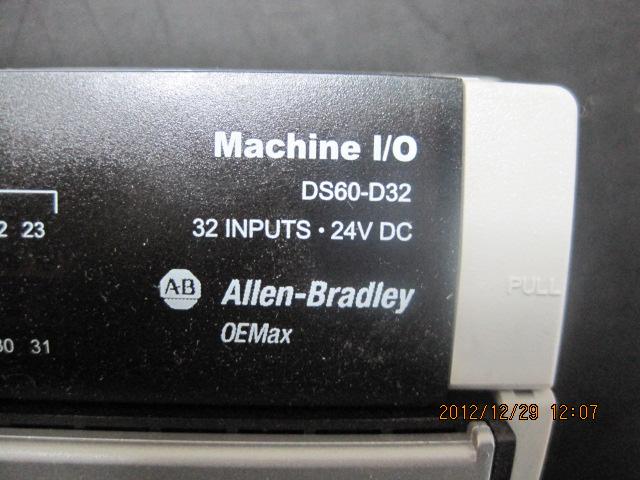 Machine I/O
DS60-D32
32 INPUTS • 24V DC
2 23
AB Allen-Bradley
OEMax
PULL
30 31
2012/12/29 12:07